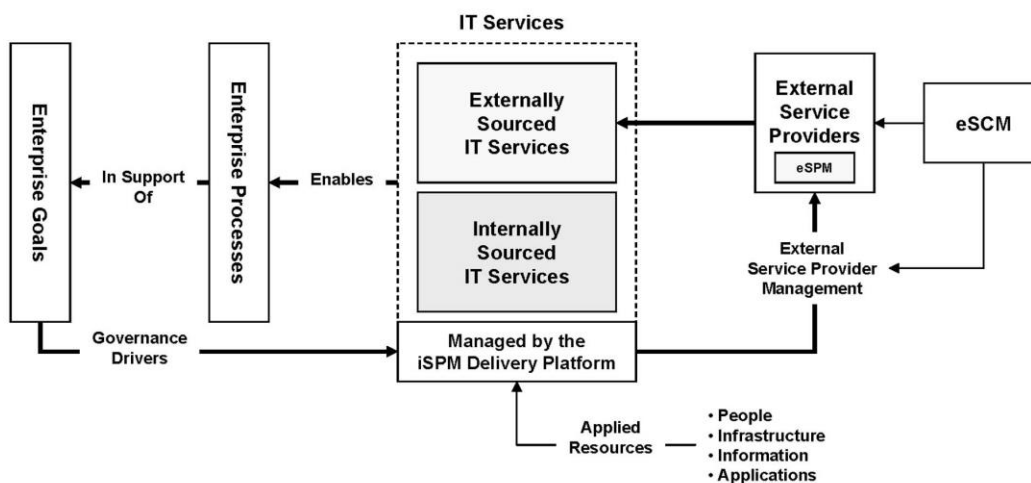 IT Services
Enterprise Goals
In Support
Of
Enterprise Processes
Enables
Externally
Sourced
IT Services
Internally
Sourced
IT Services
Managed by the
iSPM Delivery Platform
External
Service
Providers
eSPM
eSCM
External
Service Provider
Management
Governance
Drivers
Applied
Resources
• People
• Infrastructure
• Information
• Applications